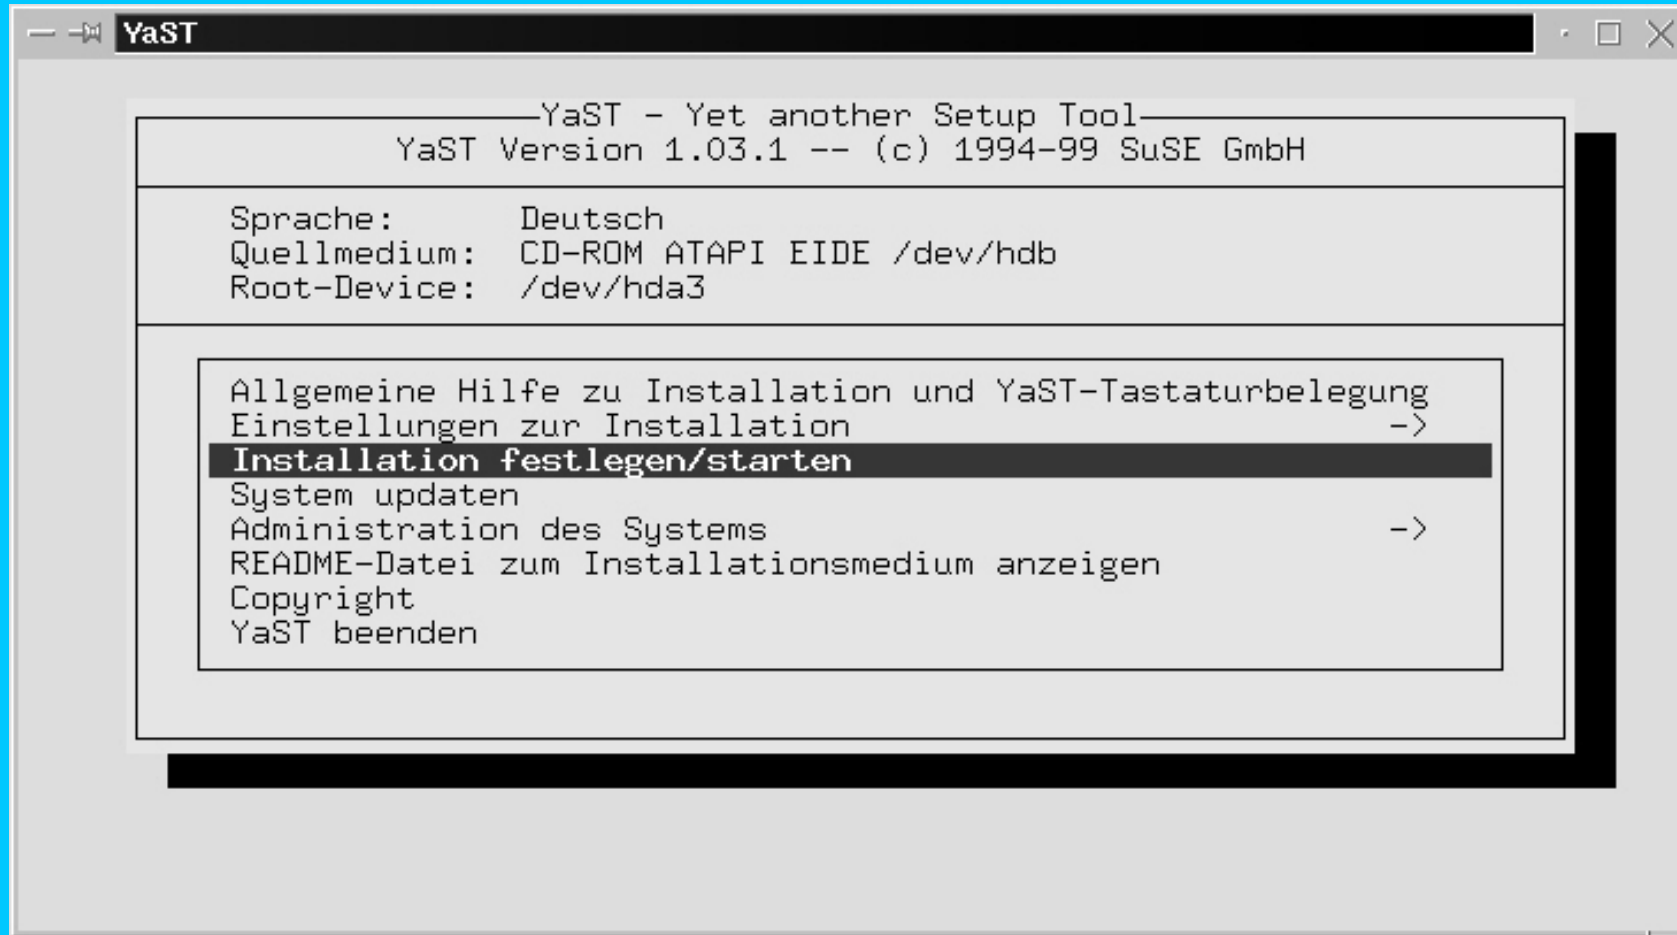 YaST
YaST - Yet another Setup Tool
YaST Version 1.03.1 -- (c) 1994-99 SuSE GmbH
Sprache: Deutsch
Quellmedium: CD-ROM ATAPI EIDE /dev/hdb
Root-Device: /dev/hda3
Allgemeine Hilfe zu Installation und YaST-Tastaturbelegung
Einstellungen zur Installation ->
Installation festlegen/starten
System updaten
Administration des Systems ->
README-Datei zum Installationsmedium anzeigen
Copyright
YaST beenden